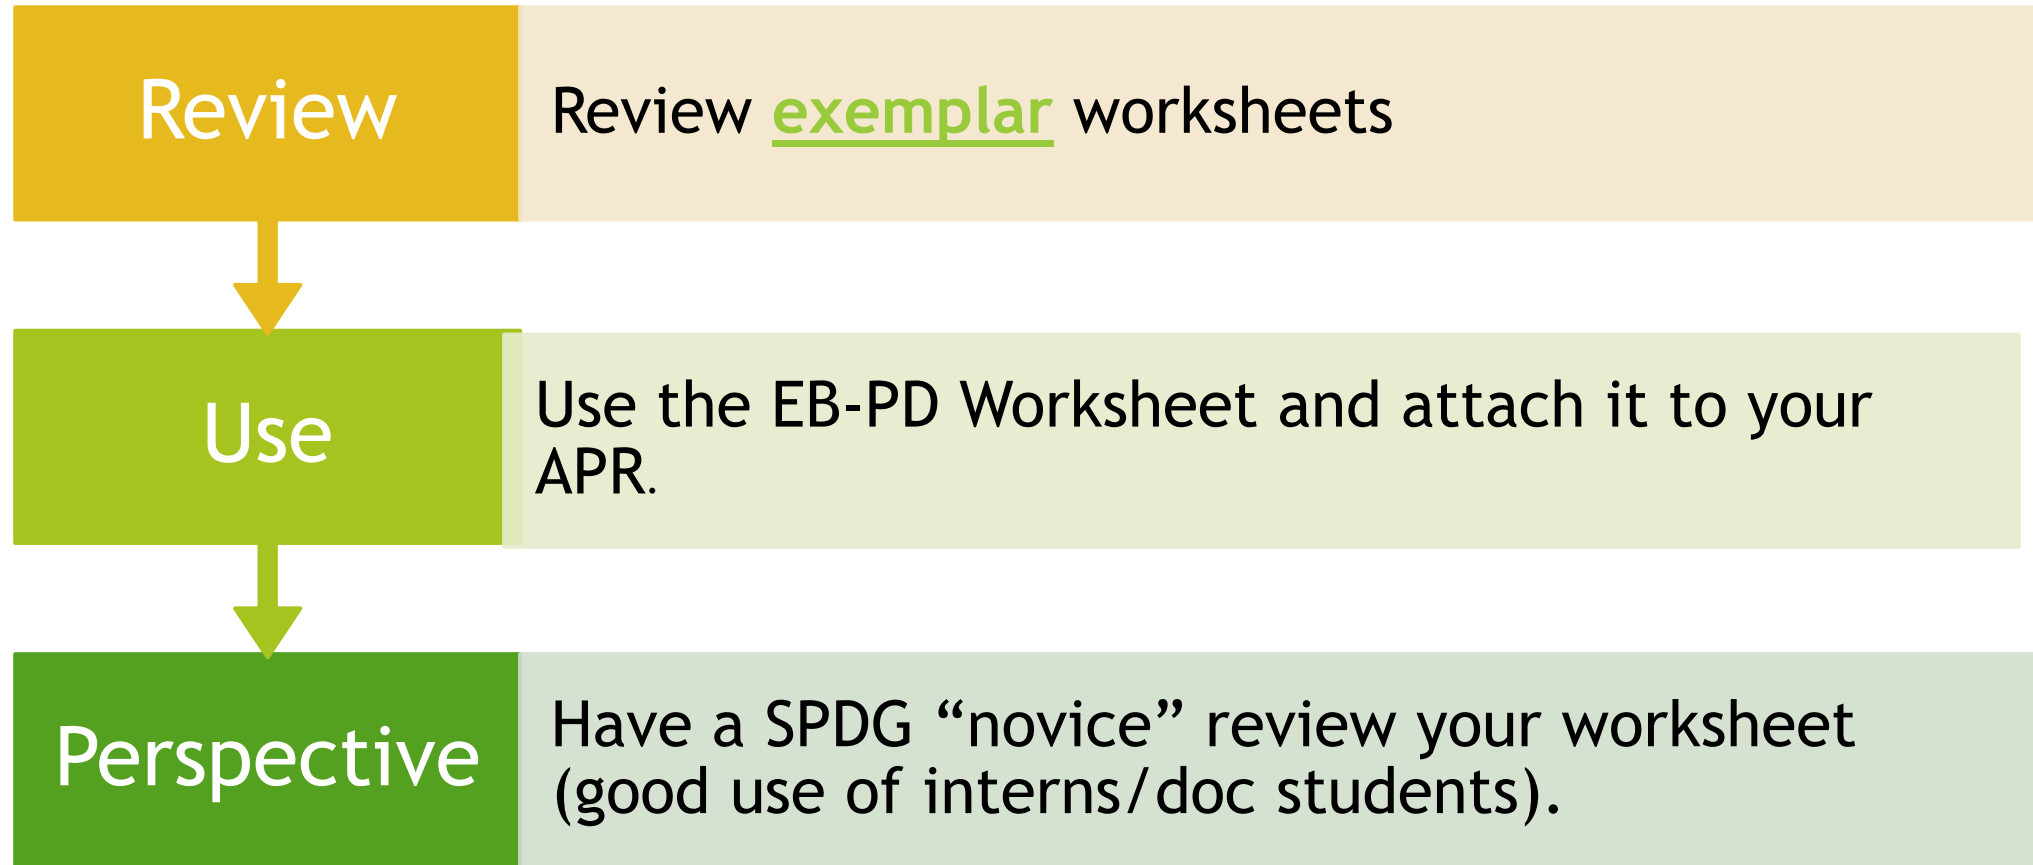 Review
Review exemplar worksheets
Use
Use the EB-PD Worksheet and attach it to your
APR.
Perspective
Have a SPDG “novice” review your worksheet
(good use of interns/doc students).